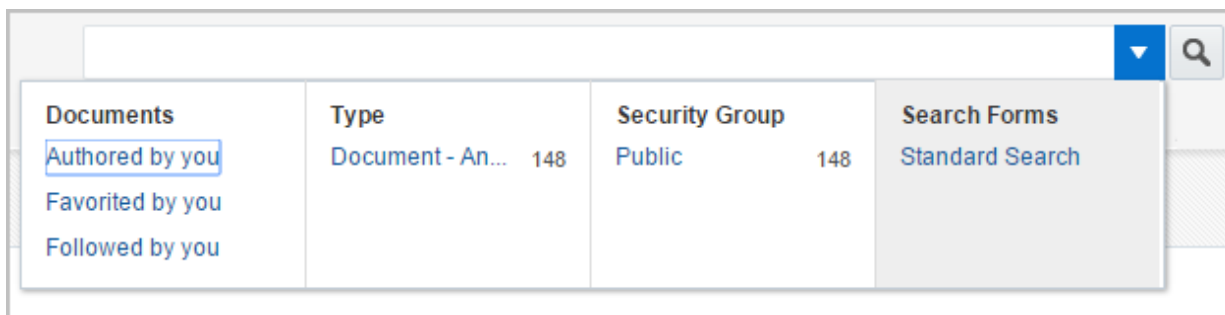 Documents
Authored by you
Favorited by you
Followed by you
Type
Document - An... 148
Security Group
Public 148
Search Forms
Standard Search